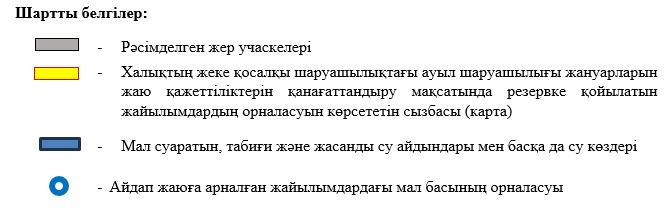 Шартты белгілер:
- Рәсімделген жер учаскелері
- Халықтың жеке қосалқы шаруашылықтағы ауыл шаруашылығы жануарларын
жаю қажеттіліктерін қанағаттандыру мақсатында резервке қойылатын
жайылымдардың орналасуын көрсететін сызбасы (карта)
- Мал суаратын, табиғи және жасанды су айдындары мен басқа да су көздері
- Айдап жаюға арналған жайылымдардағы мал басының орналасуы